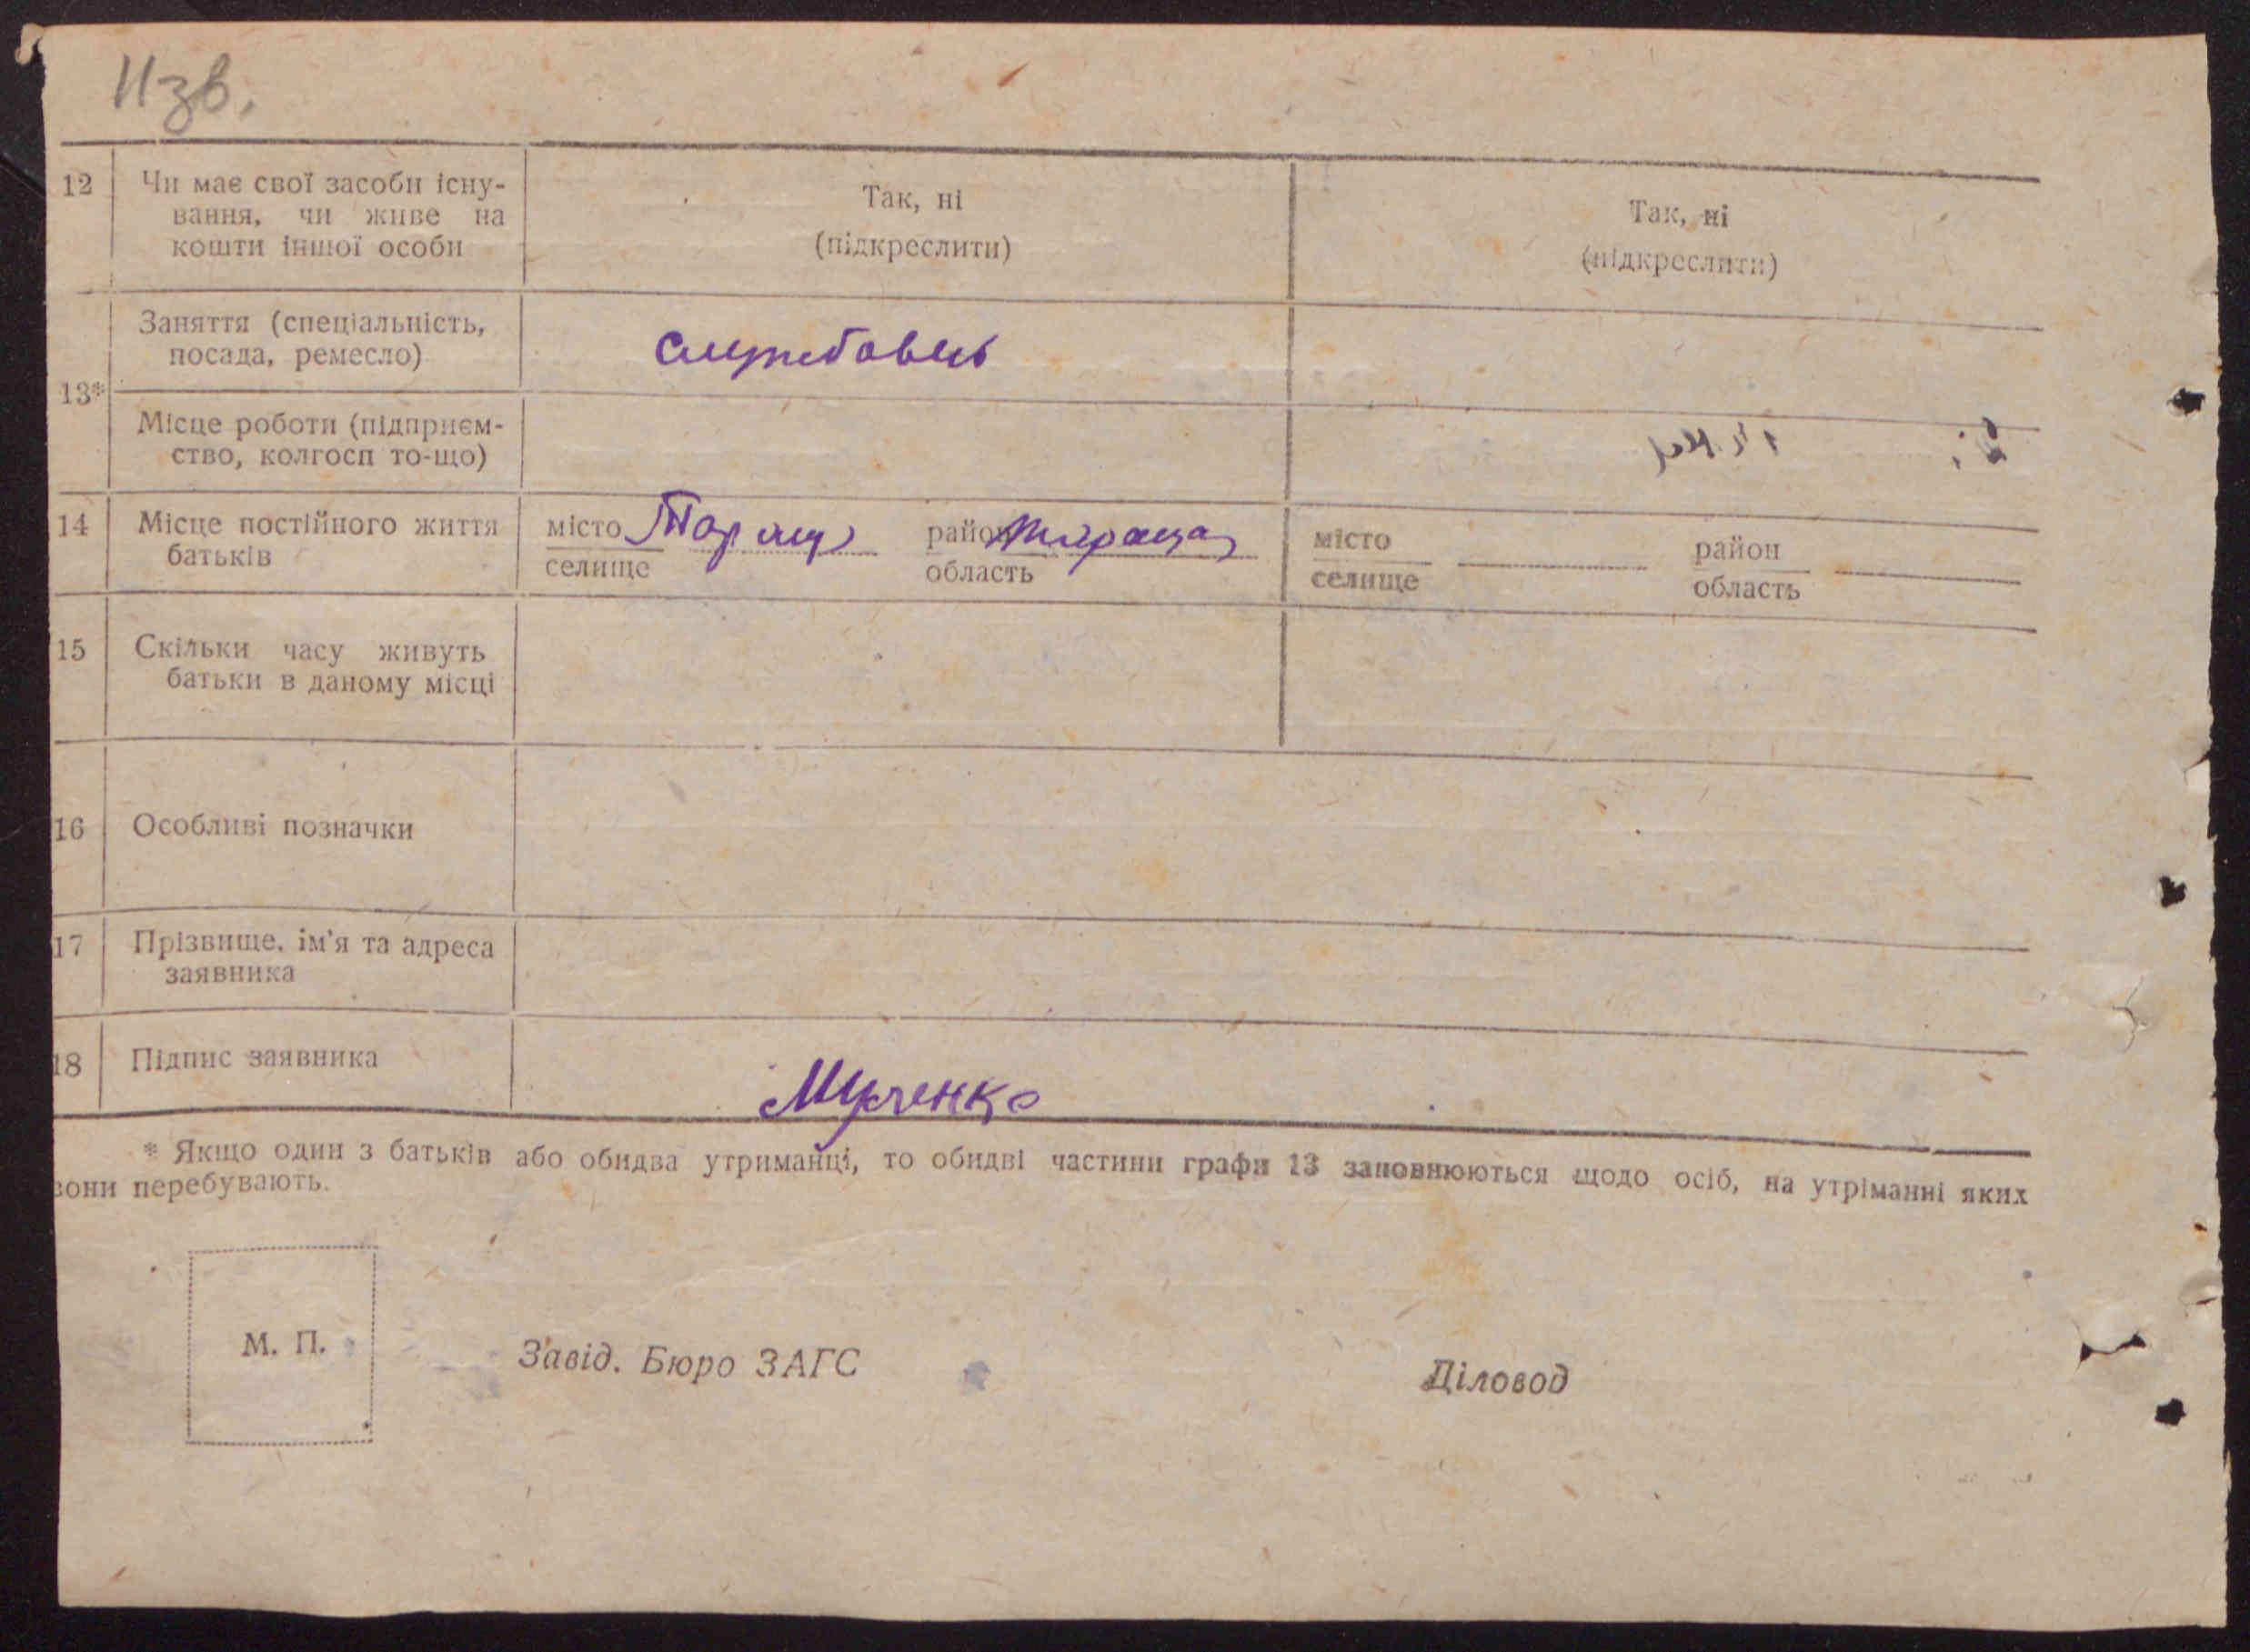 11зв.
12 Чи має свої засоби існу-
вання, чи живе на
кошти іншої особи
Так, ні
(підкреслити)
Так, ні
(підкреслити)
13*
Заняття (спеціальність,
посада, ремесло)
службовець
Місце роботи (підприєм-
ство, колгосп то-що)
14 Місце постійного життя
батьків
місто
селище
район Тараща
область
місто
селище
район
область
15 Скільки часу живуть
батьки в даному місці
16 Особливі позначки
17 Прізвище, ім'я та адреса
заявника
18 Підпис заявника
* Якщо один з батьків або обидва утриманці, то обидві частини графи 13 заповнюються щодо осіб, на утріманні яких
вони перебувають.
М. П.
Завід. Бюро ЗАГС
Діловод